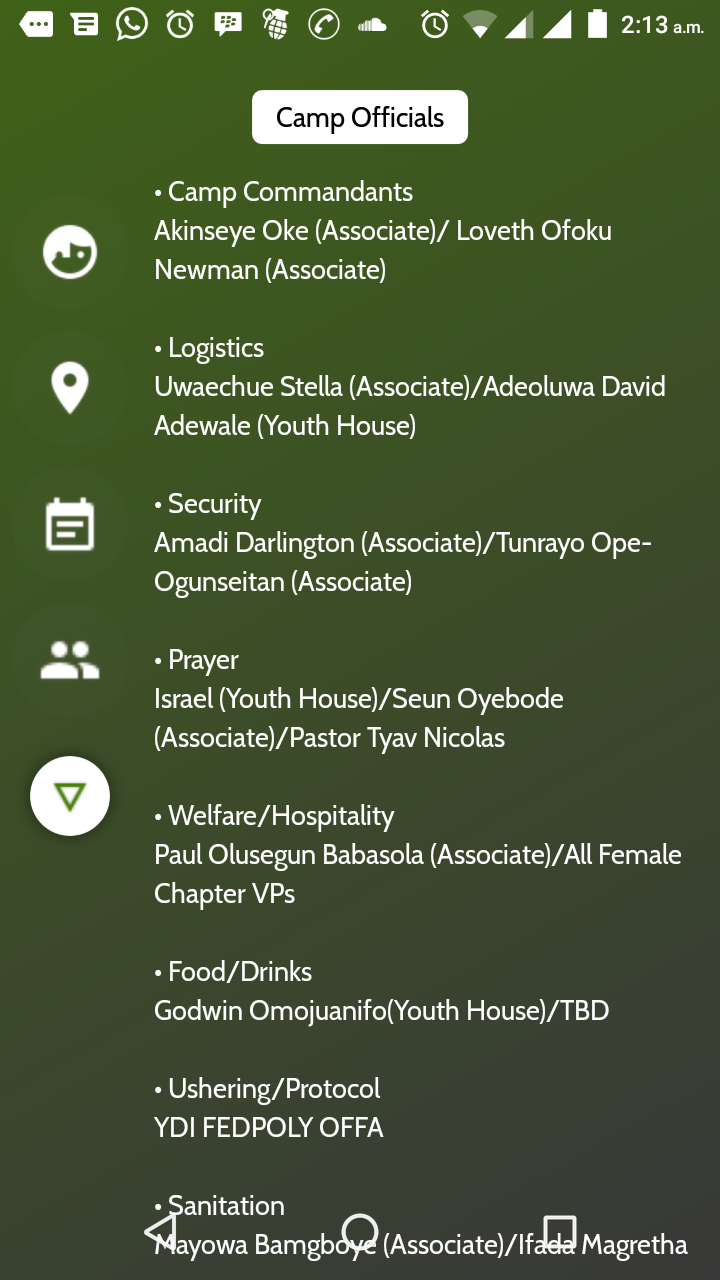 2:13 a.m.
Camp Officials
• Camp Commandants
Akinseye Oke (Associate)/ Loveth Ofoku
Newman (Associate)
• Logistics
Uwaechue Stella (Associate)/Adeoluwa David
Adewale (Youth House)
• Security
Amadi Darlington (Associate)/Tunrayo Ope-
Ogunseitan (Associate)
• Prayer
Israel (Youth House)/Seun Oyebode
(Associate)/Pastor Tyav Nicolas
• Welfare/Hospitality
Paul Olusegun Babasola (Associate)/All Female
Chapter VPs
• Food/Drinks
Godwin Omojuanifo(Youth House)/TBD
• Ushering/Protocol
YDI FEDPOLY OFFA
• Sanitation
Mayowa Bamgboye (Associate)/Ifada Magretha